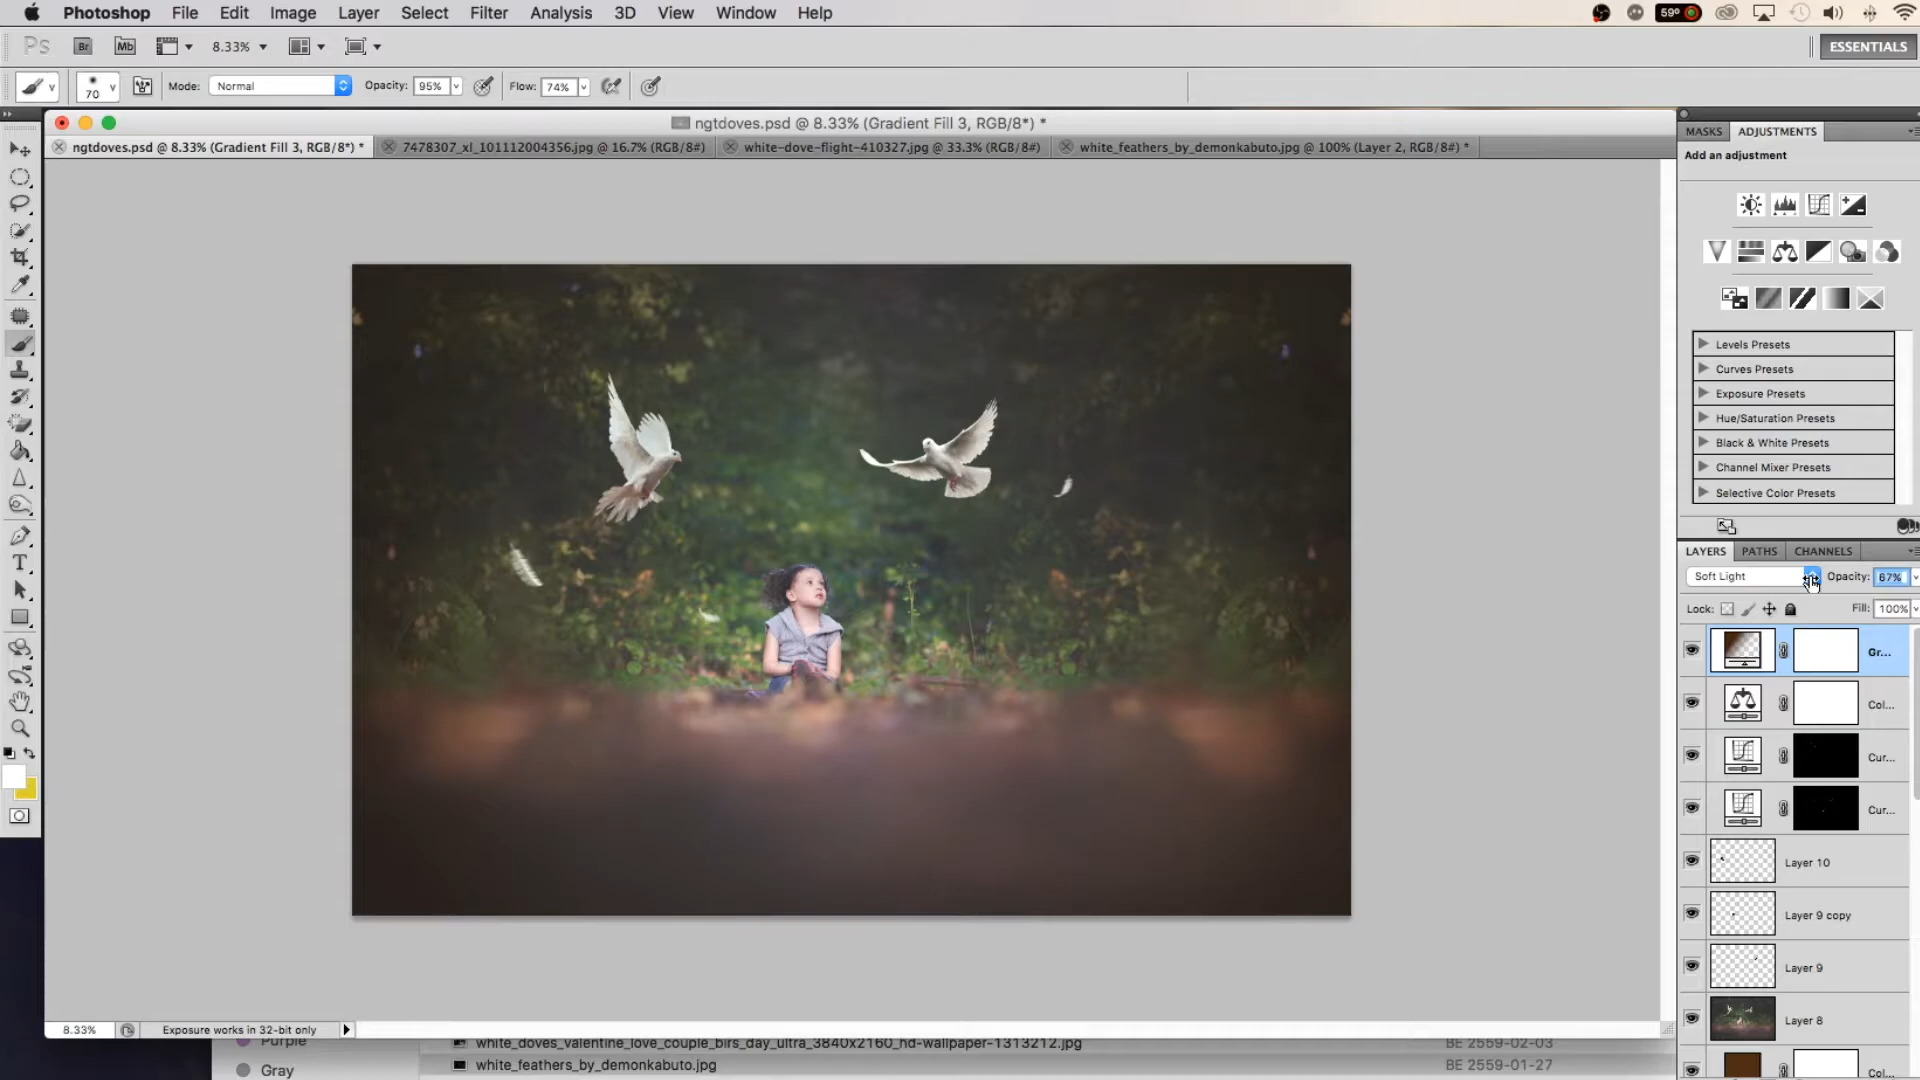 Photoshop File Edit Image Layer Select Filter Analysis 3D View Window Help 59°
Ps Br Mb 8.33% ESSENTIALS
70 Mode: Normal Opacity: 95% Flow: 74%
ngtdoves.psd @ 8.33% (Gradient Fill 3, RGB/8*) *
ngtdoves.psd @ 8.33% (Gradient Fill 3, RGB/8*) * 7478307_xl_101112004356.jpg @ 16.7% (RGB/8#) white-dove-flight-410327.jpg @ 33.3% (RGB/8#) white_feathers_by_demonkabuto.jpg @ 100% (Layer 2, RGB/8#) *
MASKS ADJUSTMENTS
Add an adjustment
Levels Presets
Curves Presets
Exposure Presets
Hue/Saturation Presets
Black & White Presets
Channel Mixer Presets
Selective Color Presets
LAYERS PATHS CHANNELS
Soft Light Opacity: 67%
Lock: Fill: 100%
Gr...
Col...
Cur...
Cur...
Layer 10
Layer 9 copy
Layer 9
Layer 8
Col...
8.33% Exposure works in 32-bit only
Purple white_doves_valentine_love_couple_birs_day_ultra_3840x2160_hd-wallpaper-1313212.jpg BE 2559-02-03
Gray white_feathers_by_demonkabuto.jpg BE 2559-01-27